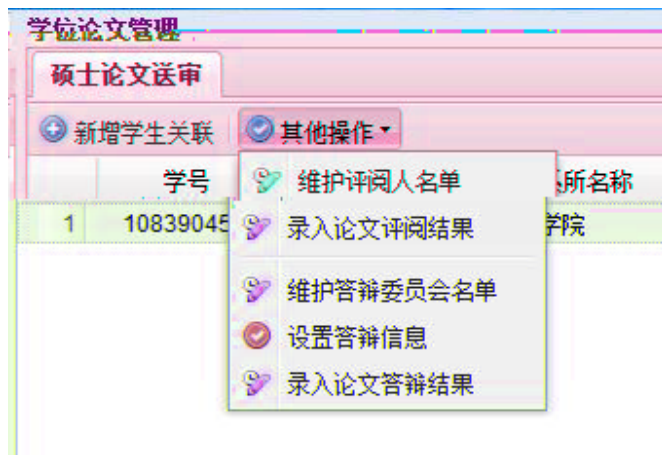 学位论文管理
硕士论文送审
新增学生关联 其他操作
学号 系所名称
1 10839045 学院
维护评阅人名单
录入论文评阅结果
维护答辩委员会名单
设置答辩信息
录入论文答辩结果